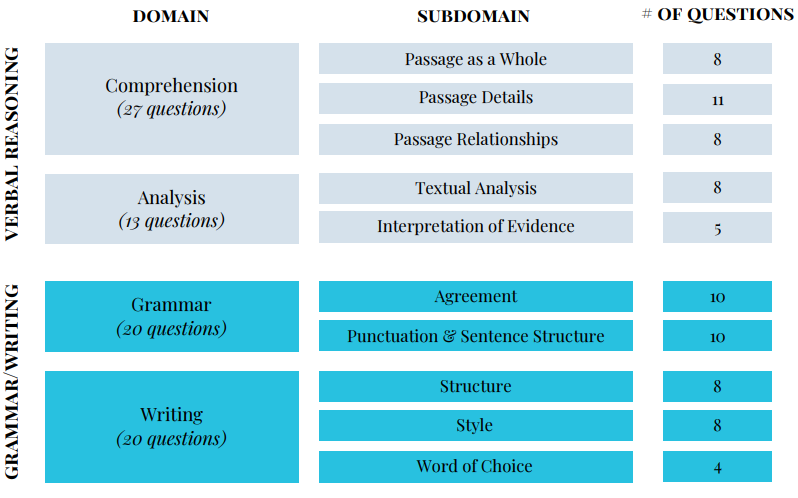 DOMAIN
SUBDOMAIN
# OF QUESTIONS
VERBAL REASONING
Comprehension
(27 questions)
Passage as a Whole
8
Passage Details
11
Passage Relationships
8
Analysis
(13 questions)
Textual Analysis
8
Interpretation of Evidence
5
GRAMMAR/WRITING
Grammar
(20 questions)
Agreement
10
Punctuation & Sentence Structure
10
Writing
(20 questions)
Structure
8
Style
8
Word of Choice
4